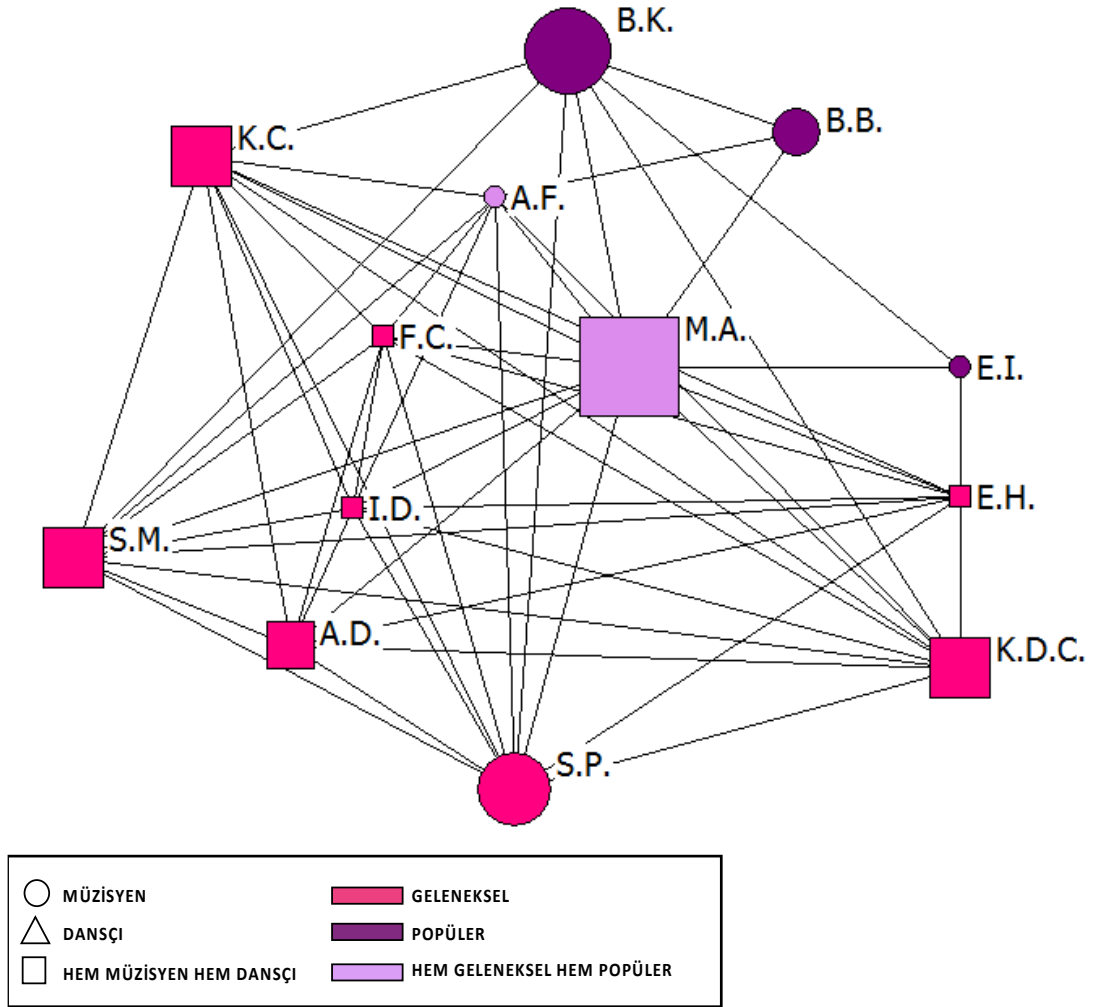 B.K.
B.B.
K.C.
A.F.
M.A.
F.C.
E.I.
E.H.
I.D.
S.M.
A.D.
K.D.C.
S.P.
MÜZİSYEN
GELENEKSEL
DANSÇI
POPÜLER
HEM MÜZİSYEN HEM DANSÇI
HEM GELENEKSEL HEM POPÜLER